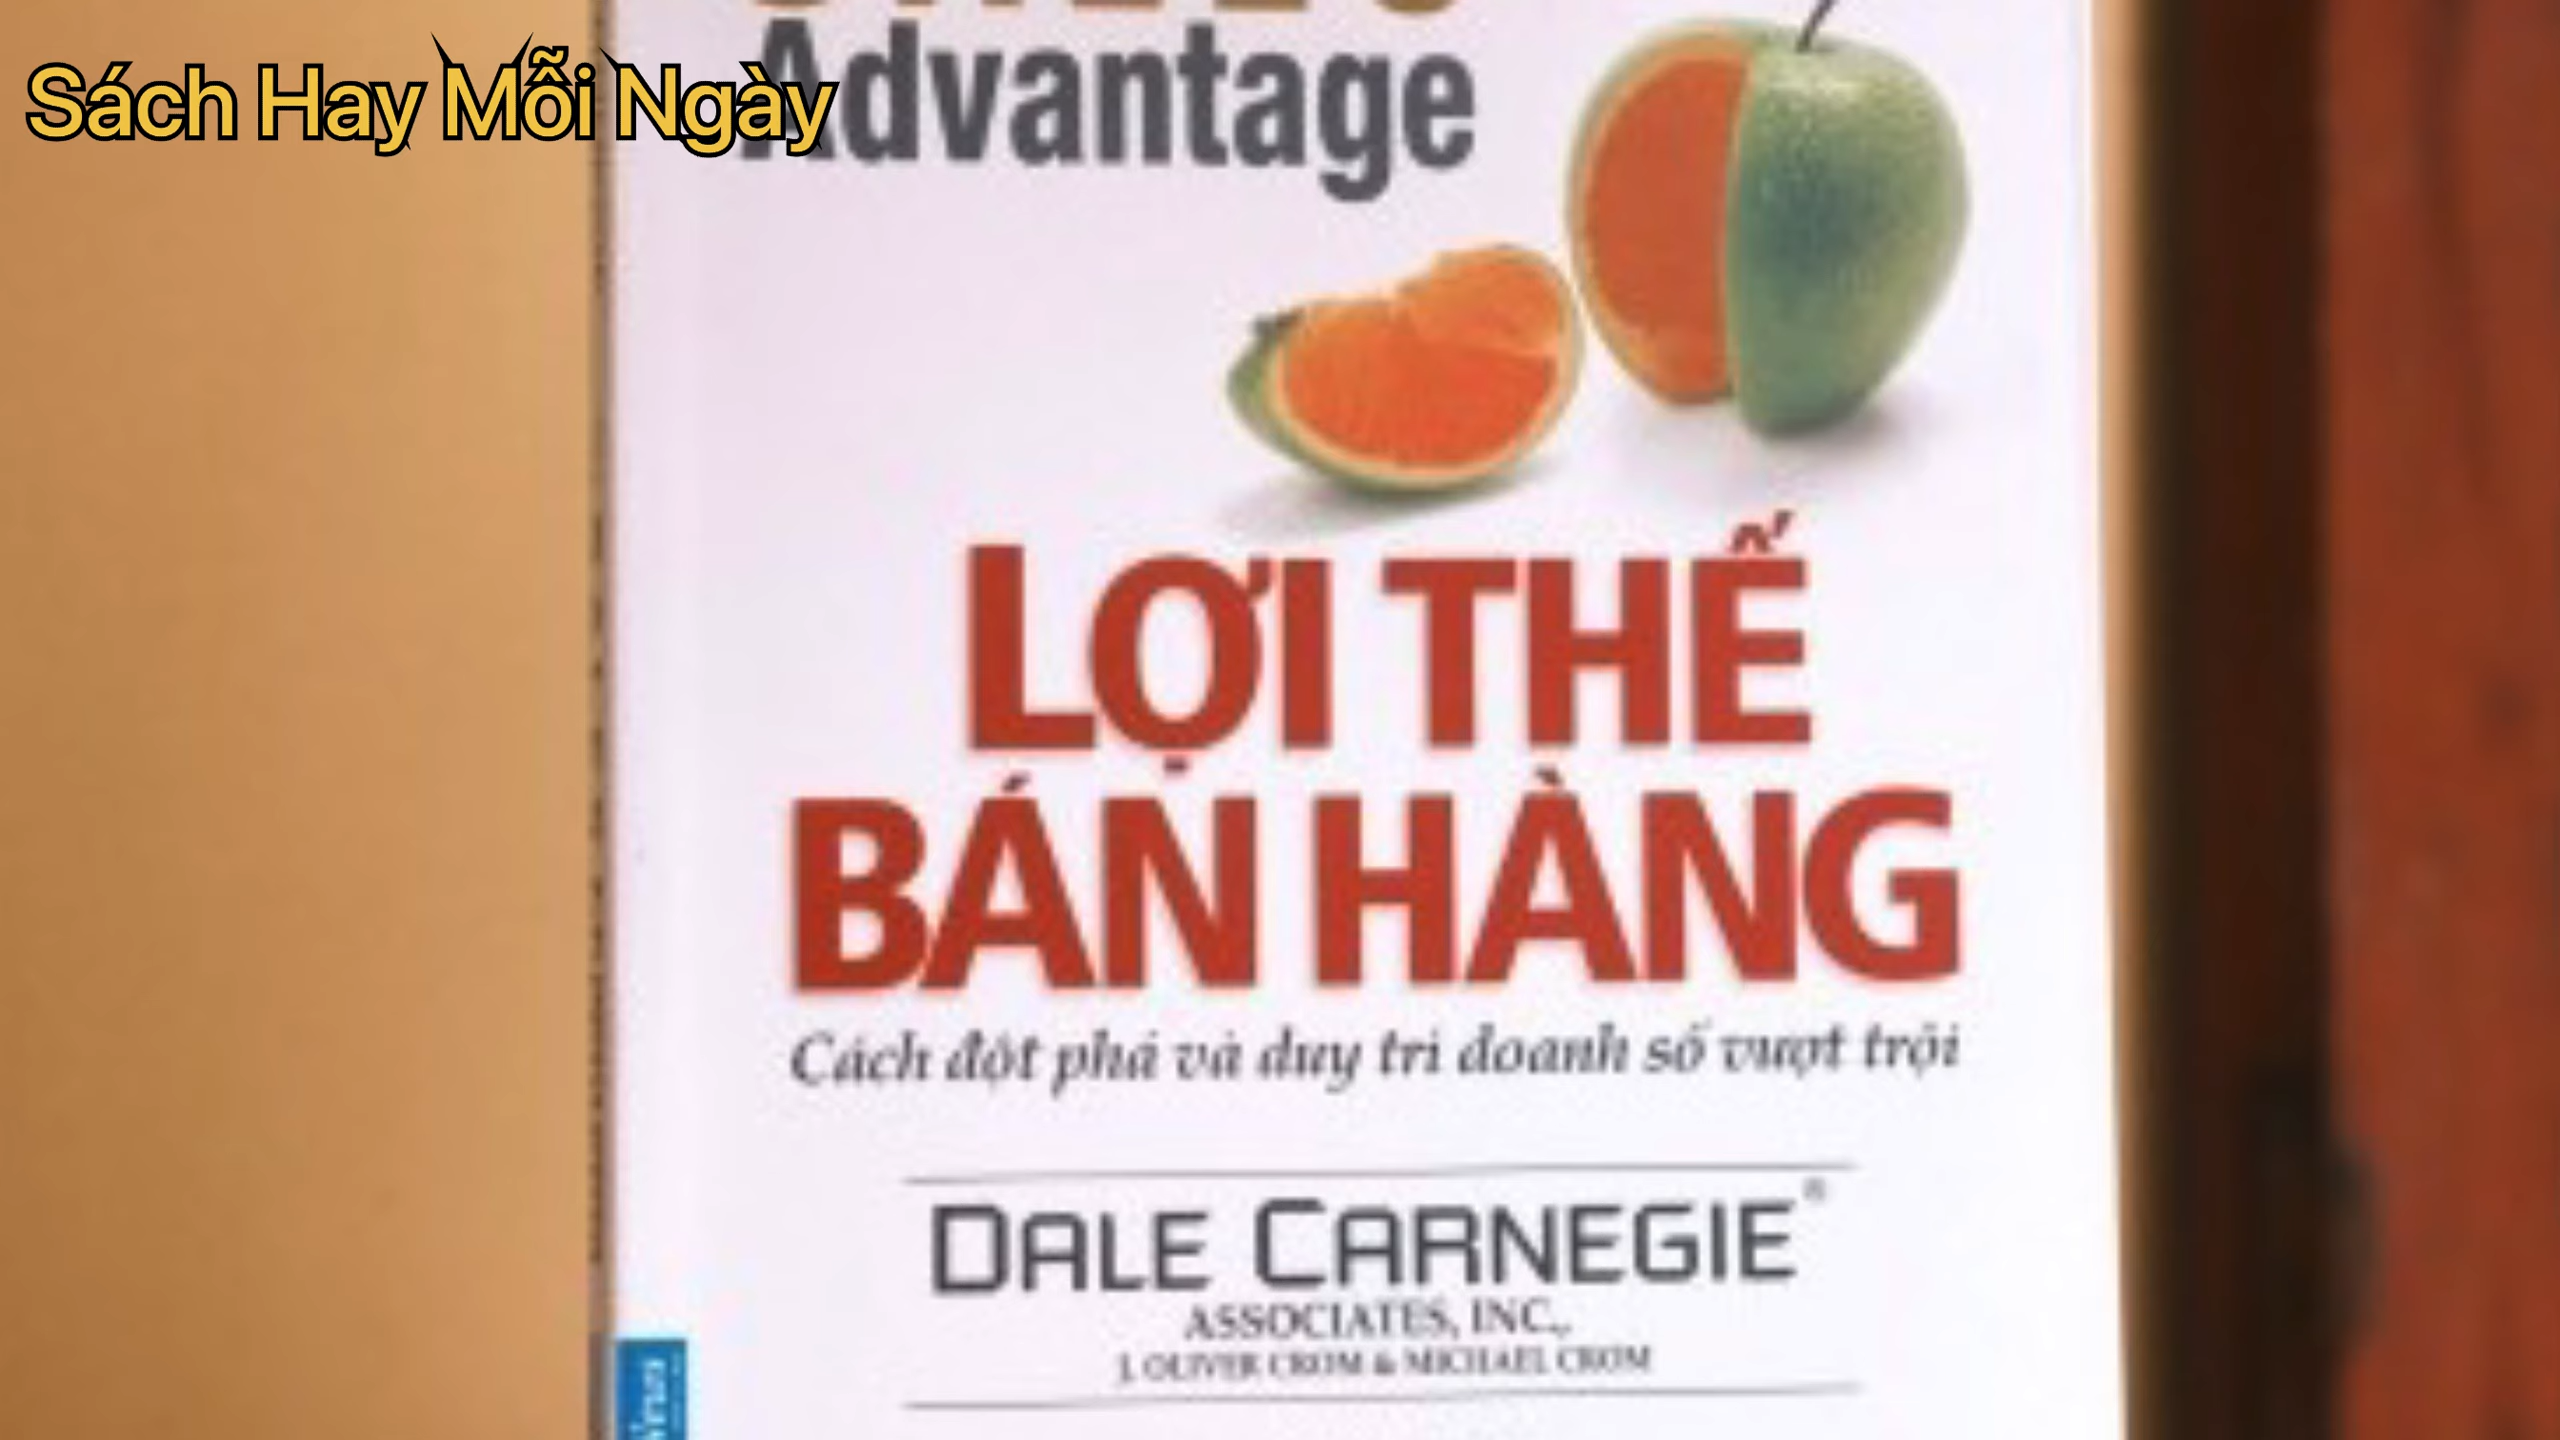 Sách Hay Mỗi Ngày
Advantage
LỢI THẾ
BÁN HÀNG
Cách đột phá và duy trì doanh số vượt trội
DALE CARNEGIE®
ASSOCIATES, INC.,
J. OLIVER CROM & MICHAEL CROM